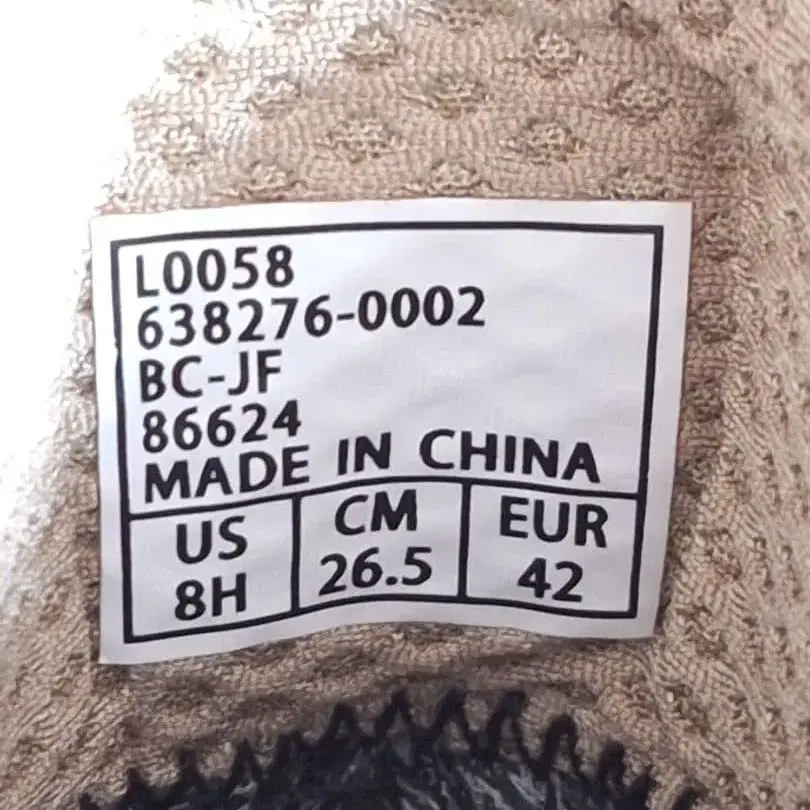 L0058
638276-0002
BC-JF
86624
MADE IN CHINA
US CM EUR
8H 26.5 42